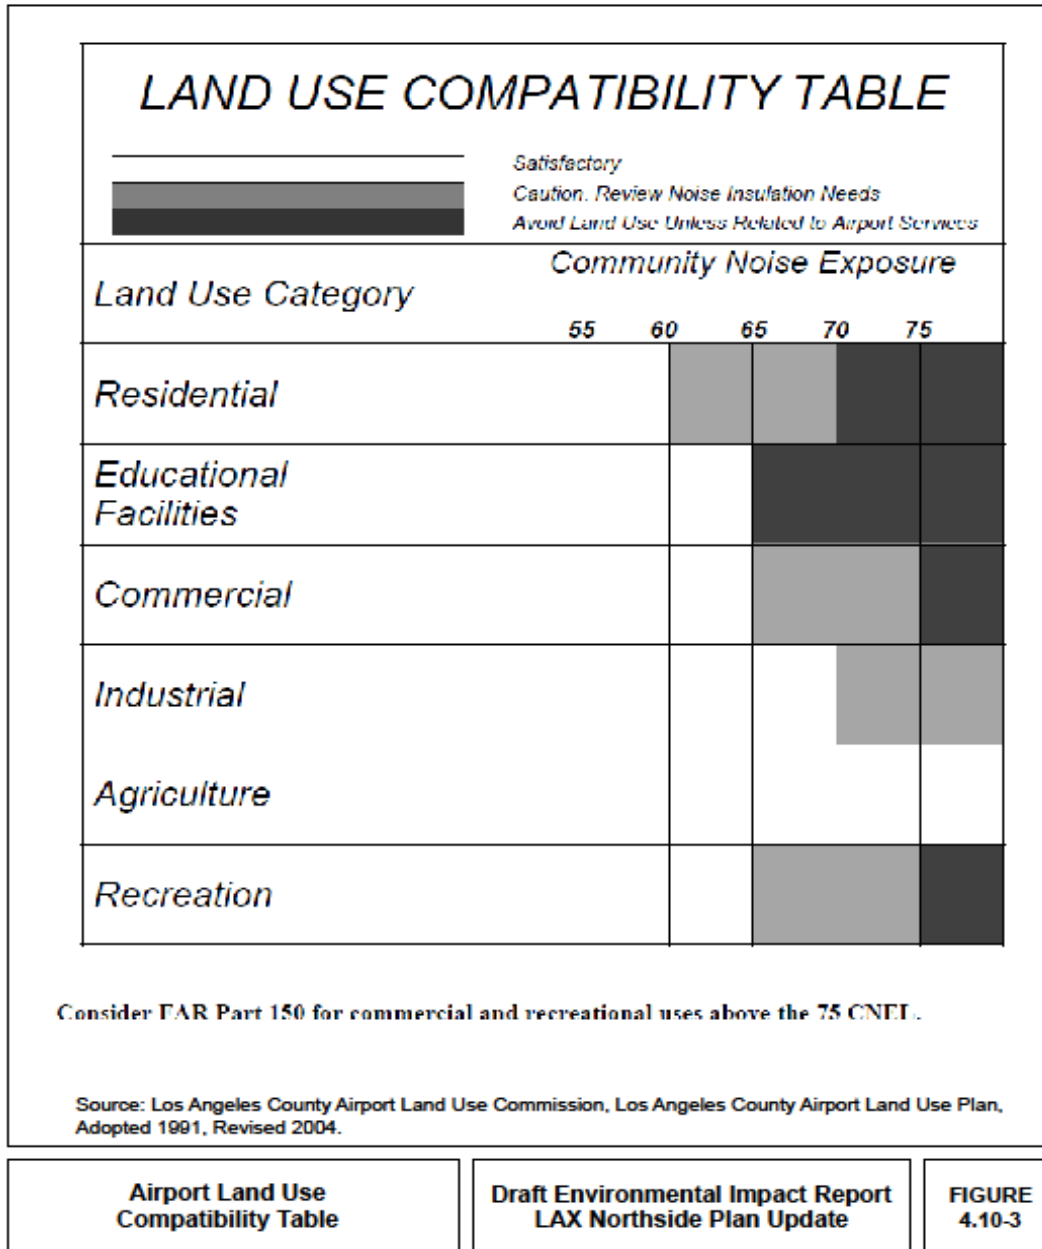 LAND USE COMPATIBILITY TABLE
Satisfactory
Caution. Review Noise Insulation Needs
Avoid Land Use Unless Related to Airport Services
Community Noise Exposure
Land Use Category
55 60 65 70 75
Residential
Educational
Facilities
Commercial
Industrial
Agriculture
Recreation
Consider FAR Part 150 for commercial and recreational uses above the 75 CNEL.
Source: Los Angeles County Airport Land Use Commission, Los Angeles County Airport Land Use Plan,
Adopted 1991, Revised 2004.
Airport Land Use
Compatibility Table
Draft Environmental Impact Report
LAX Northside Plan Update
FIGURE
4.10-3